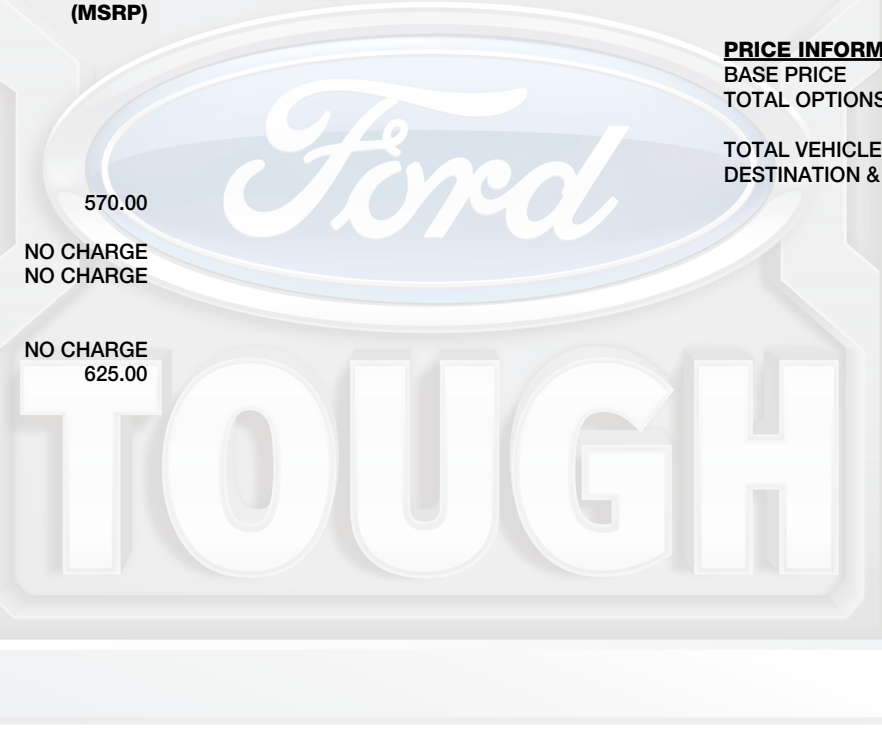 (MSRP)
570.00
NO CHARGE
NO CHARGE
NO CHARGE
625.00
PRICE INFORM
BASE PRICE
TOTAL OPTIONS
TOTAL VEHICLE
DESTINATION &
Ford
TOUGH